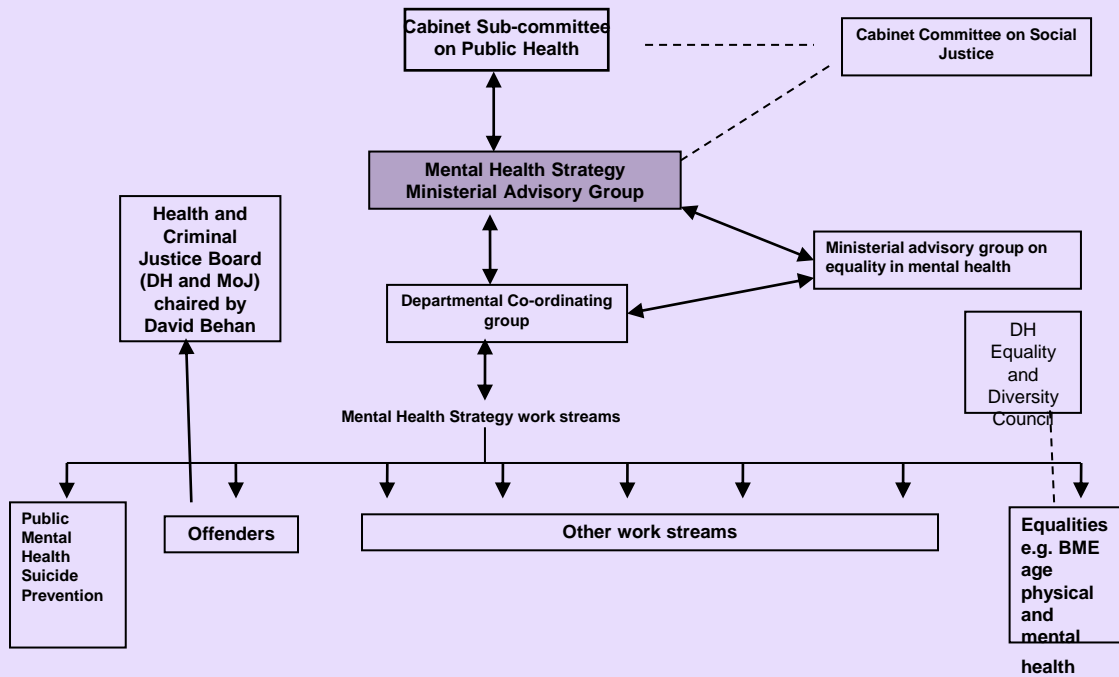 Cabinet Sub-committee
on Public Health
Cabinet Committee on Social
Justice
Mental Health Strategy
Ministerial Advisory Group
Health and
Criminal
Justice Board
(DH and MoJ)
chaired by
David Behan
Ministerial advisory group on
equality in mental health
Departmental Co-ordinating
group
DH
Equality
and
Diversity
Council
Mental Health Strategy work streams
Public
Mental
Health
Suicide
Prevention
Offenders
Other work streams
Equalities
e.g. BME
age
physical
and
mental
health